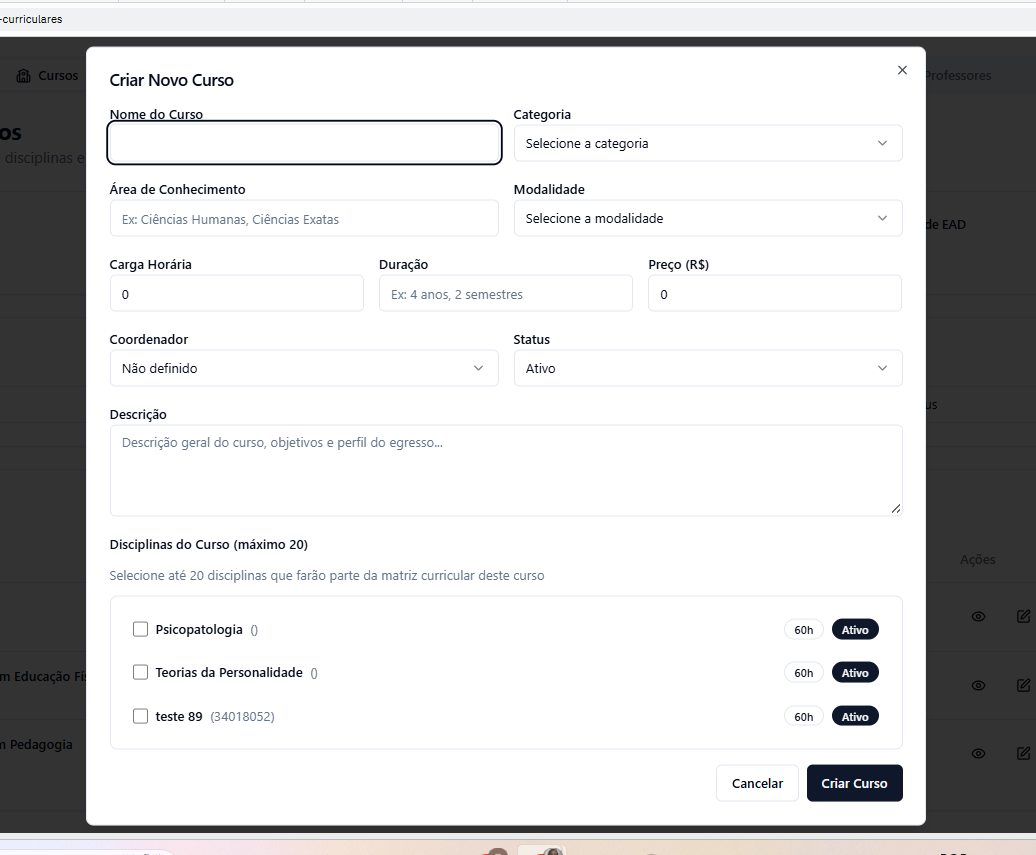 -curriculares
Cursos
Professores
os
disciplinas e
de EAD
us
Ações
m Educação Fí
m Pedagogia
Criar Novo Curso
Nome do Curso
Categoria
Selecione a categoria
Área de Conhecimento
Modalidade
Ex: Ciências Humanas, Ciências Exatas
Selecione a modalidade
Carga Horária
Duração
Preço (R$)
0
Ex: 4 anos, 2 semestres
0
Coordenador
Status
Não definido
Ativo
Descrição
Descrição geral do curso, objetivos e perfil do egresso...
Disciplinas do Curso (máximo 20)
Selecione até 20 disciplinas que farão parte da matriz curricular deste curso
Psicopatologia () 60h Ativo
Teorias da Personalidade () 60h Ativo
teste 89 (34018052) 60h Ativo
Cancelar
Criar Curso